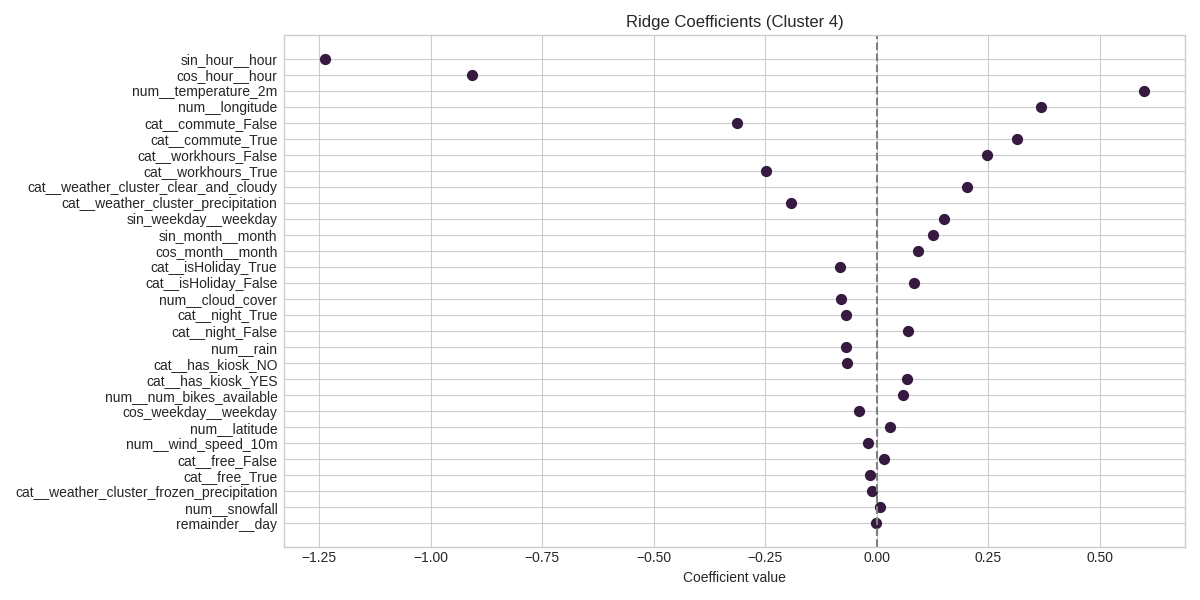 Ridge Coefficients (Cluster 4)
sin_hour__hour
cos_hour__hour
num__temperature_2m
num__longitude
cat__commute_False
cat__commute_True
cat__workhours_False
cat__workhours_True
cat__weather_cluster_clear_and_cloudy
cat__weather_cluster_precipitation
sin_weekday__weekday
sin_month__month
cos_month__month
cat__isHoliday_True
cat__isHoliday_False
num__cloud_cover
cat__night_True
cat__night_False
num__rain
cat__has_kiosk_NO
cat__has_kiosk_YES
num__num_bikes_available
cos_weekday__weekday
num__latitude
num__wind_speed_10m
cat__free_False
cat__free_True
cat__weather_cluster_frozen_precipitation
num__snowfall
remainder__day
−1.25 −1.00 −0.75 −0.50 −0.25 0.00 0.25 0.50
Coefficient value